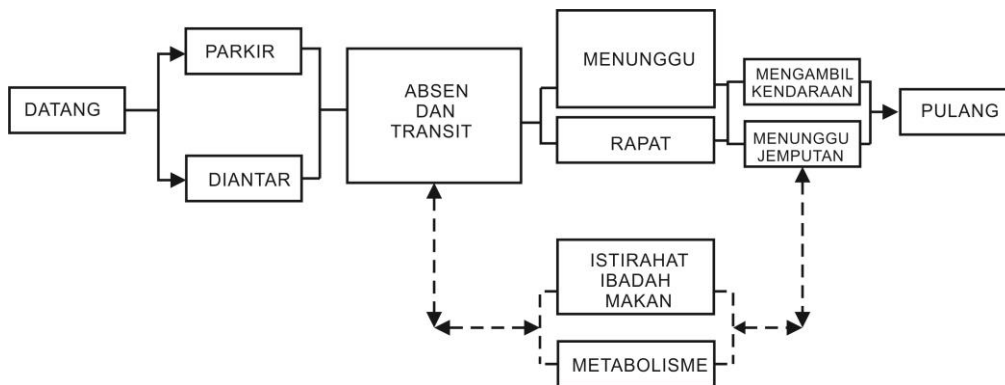 DATANG
PARKIR
DIANTAR
ABSEN
DAN
TRANSIT
MENUNGGU
RAPAT
MENGAMBIL
KENDARAAN
MENUNGGU
JEMPUTAN
PULANG
ISTIRAHAT
IBADAH
MAKAN
METABOLISME